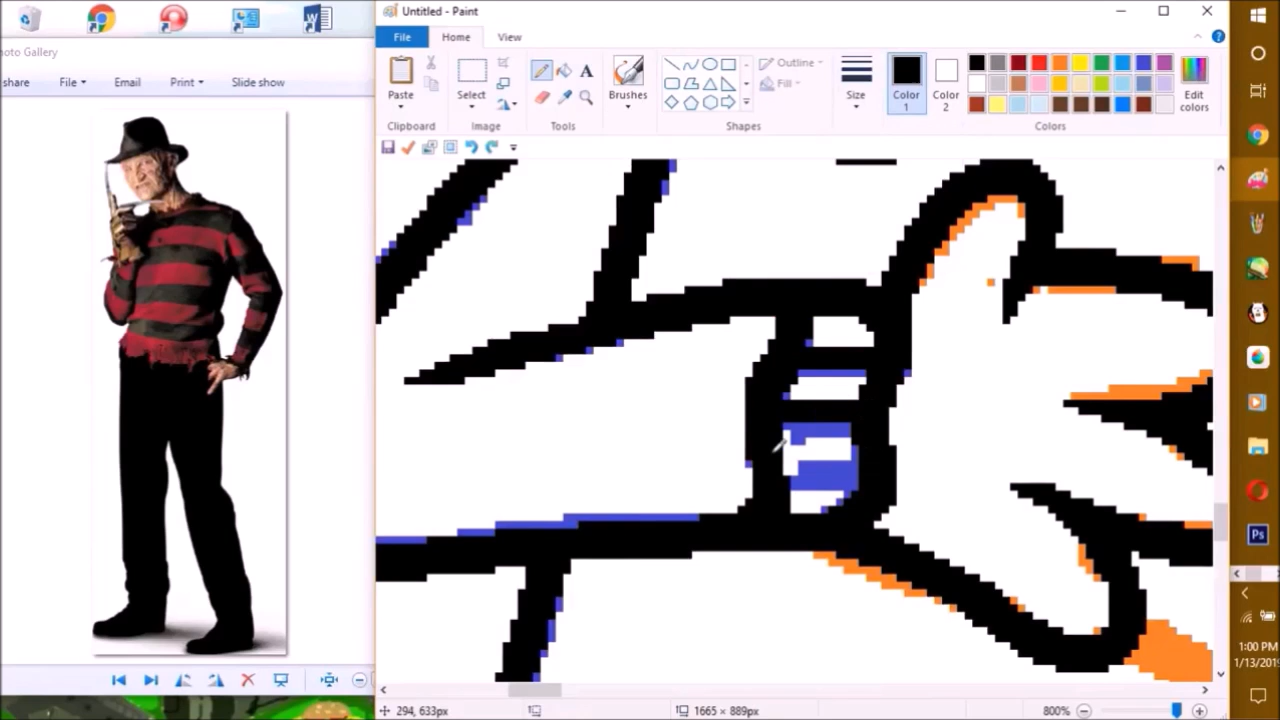 Untitled - Paint
oto Gallery
File Home View
share File Email Print Slide show
Paste Select Brushes Outline Fill Size Color 1 Color 2 Edit colors
Clipboard Image Tools Shapes Colors
A
W
Ps
1:00 PM
1/13/201
294, 633px 1665 × 889px 800%